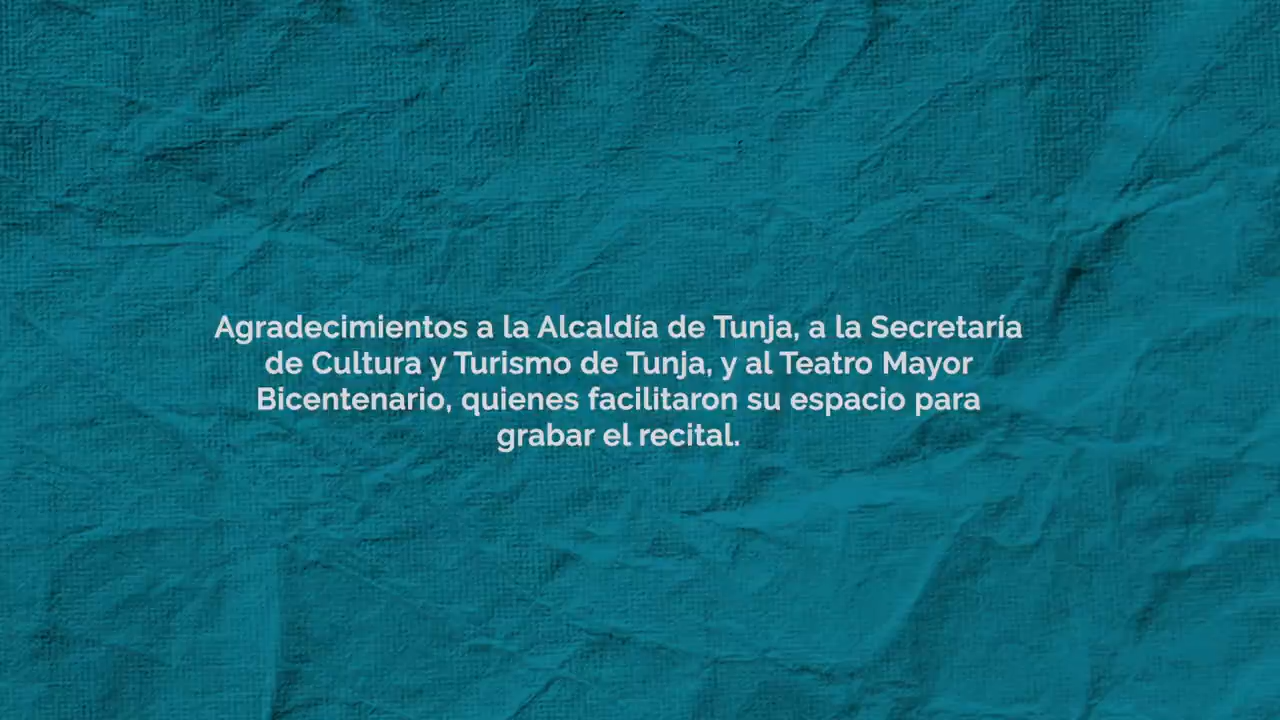 Agradecimientos a la Alcaldía de Tunja, a la Secretaría
de Cultura y Turismo de Tunja, y al Teatro Mayor
Bicentenario, quienes facilitaron su espacio para
grabar el recital.